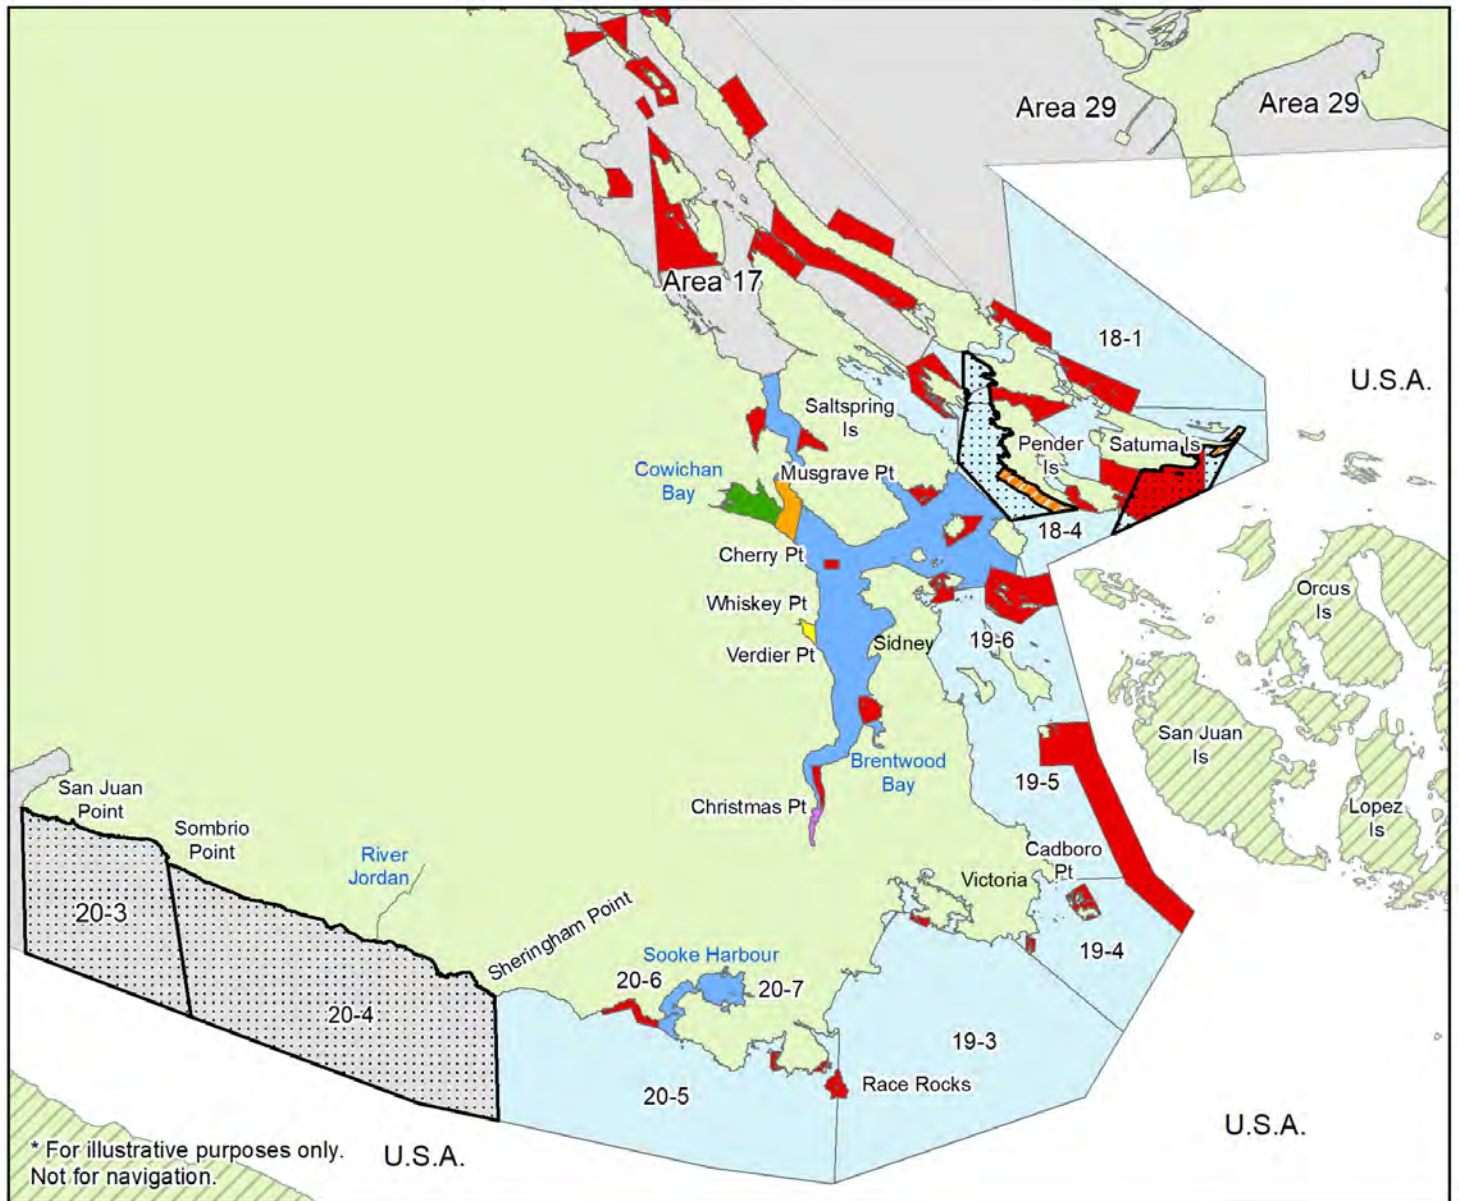 Area 29
Area 29
Area 17
18-1
U.S.A.
Saltspring
Is
Pender
Is
Satuma Is
Cowichan
Bay
Musgrave Pt
18-4
Cherry Pt
Orcus
Is
Whiskey Pt
19-6
Sidney
Verdier Pt
San Juan
Is
Brentwood
Bay
19-5
San Juan
Point
Christmas Pt
Lopez
Is
Sombrio
Point
River
Jordan
Cadboro
Pt
Victoria
20-3
Sheringham Point
Sooke Harbour
19-4
20-6
20-7
20-4
19-3
Race Rocks
20-5
U.S.A.
* For illustrative purposes only.
Not for navigation.
U.S.A.